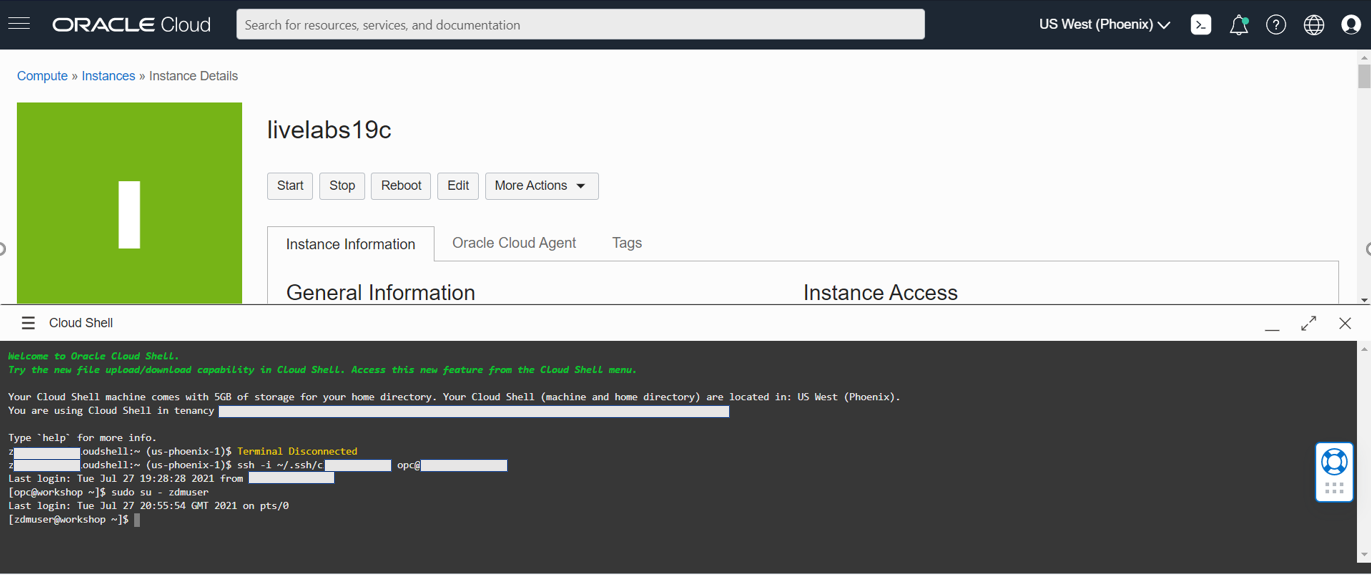 ORACLE Cloud
Search for resources, services, and documentation
US West (Phoenix)
Compute » Instances » Instance Details
livelabs19c
Start Stop Reboot Edit More Actions
Instance Information Oracle Cloud Agent Tags
General Information Instance Access
Cloud Shell
Welcome to Oracle Cloud Shell.
Try the new file upload/download capability in Cloud Shell. Access this new feature from the Cloud Shell menu.
Your Cloud Shell machine comes with 5GB of storage for your home directory. Your Cloud Shell (machine and home directory) are located in: US West (Phoenix).
You are using Cloud Shell in tenancy
Type `help` for more info.
z oudshell:~ (us-phoenix-1)$ Terminal Disconnected
z oudshell:~ (us-phoenix-1)$ ssh -i ~/.ssh/c opc@
Last login: Tue Jul 27 19:28:28 2021 from
[opc@workshop ~]$ sudo su - zdmuser
Last login: Tue Jul 27 20:55:54 GMT 2021 on pts/0
[zdmuser@workshop ~]$